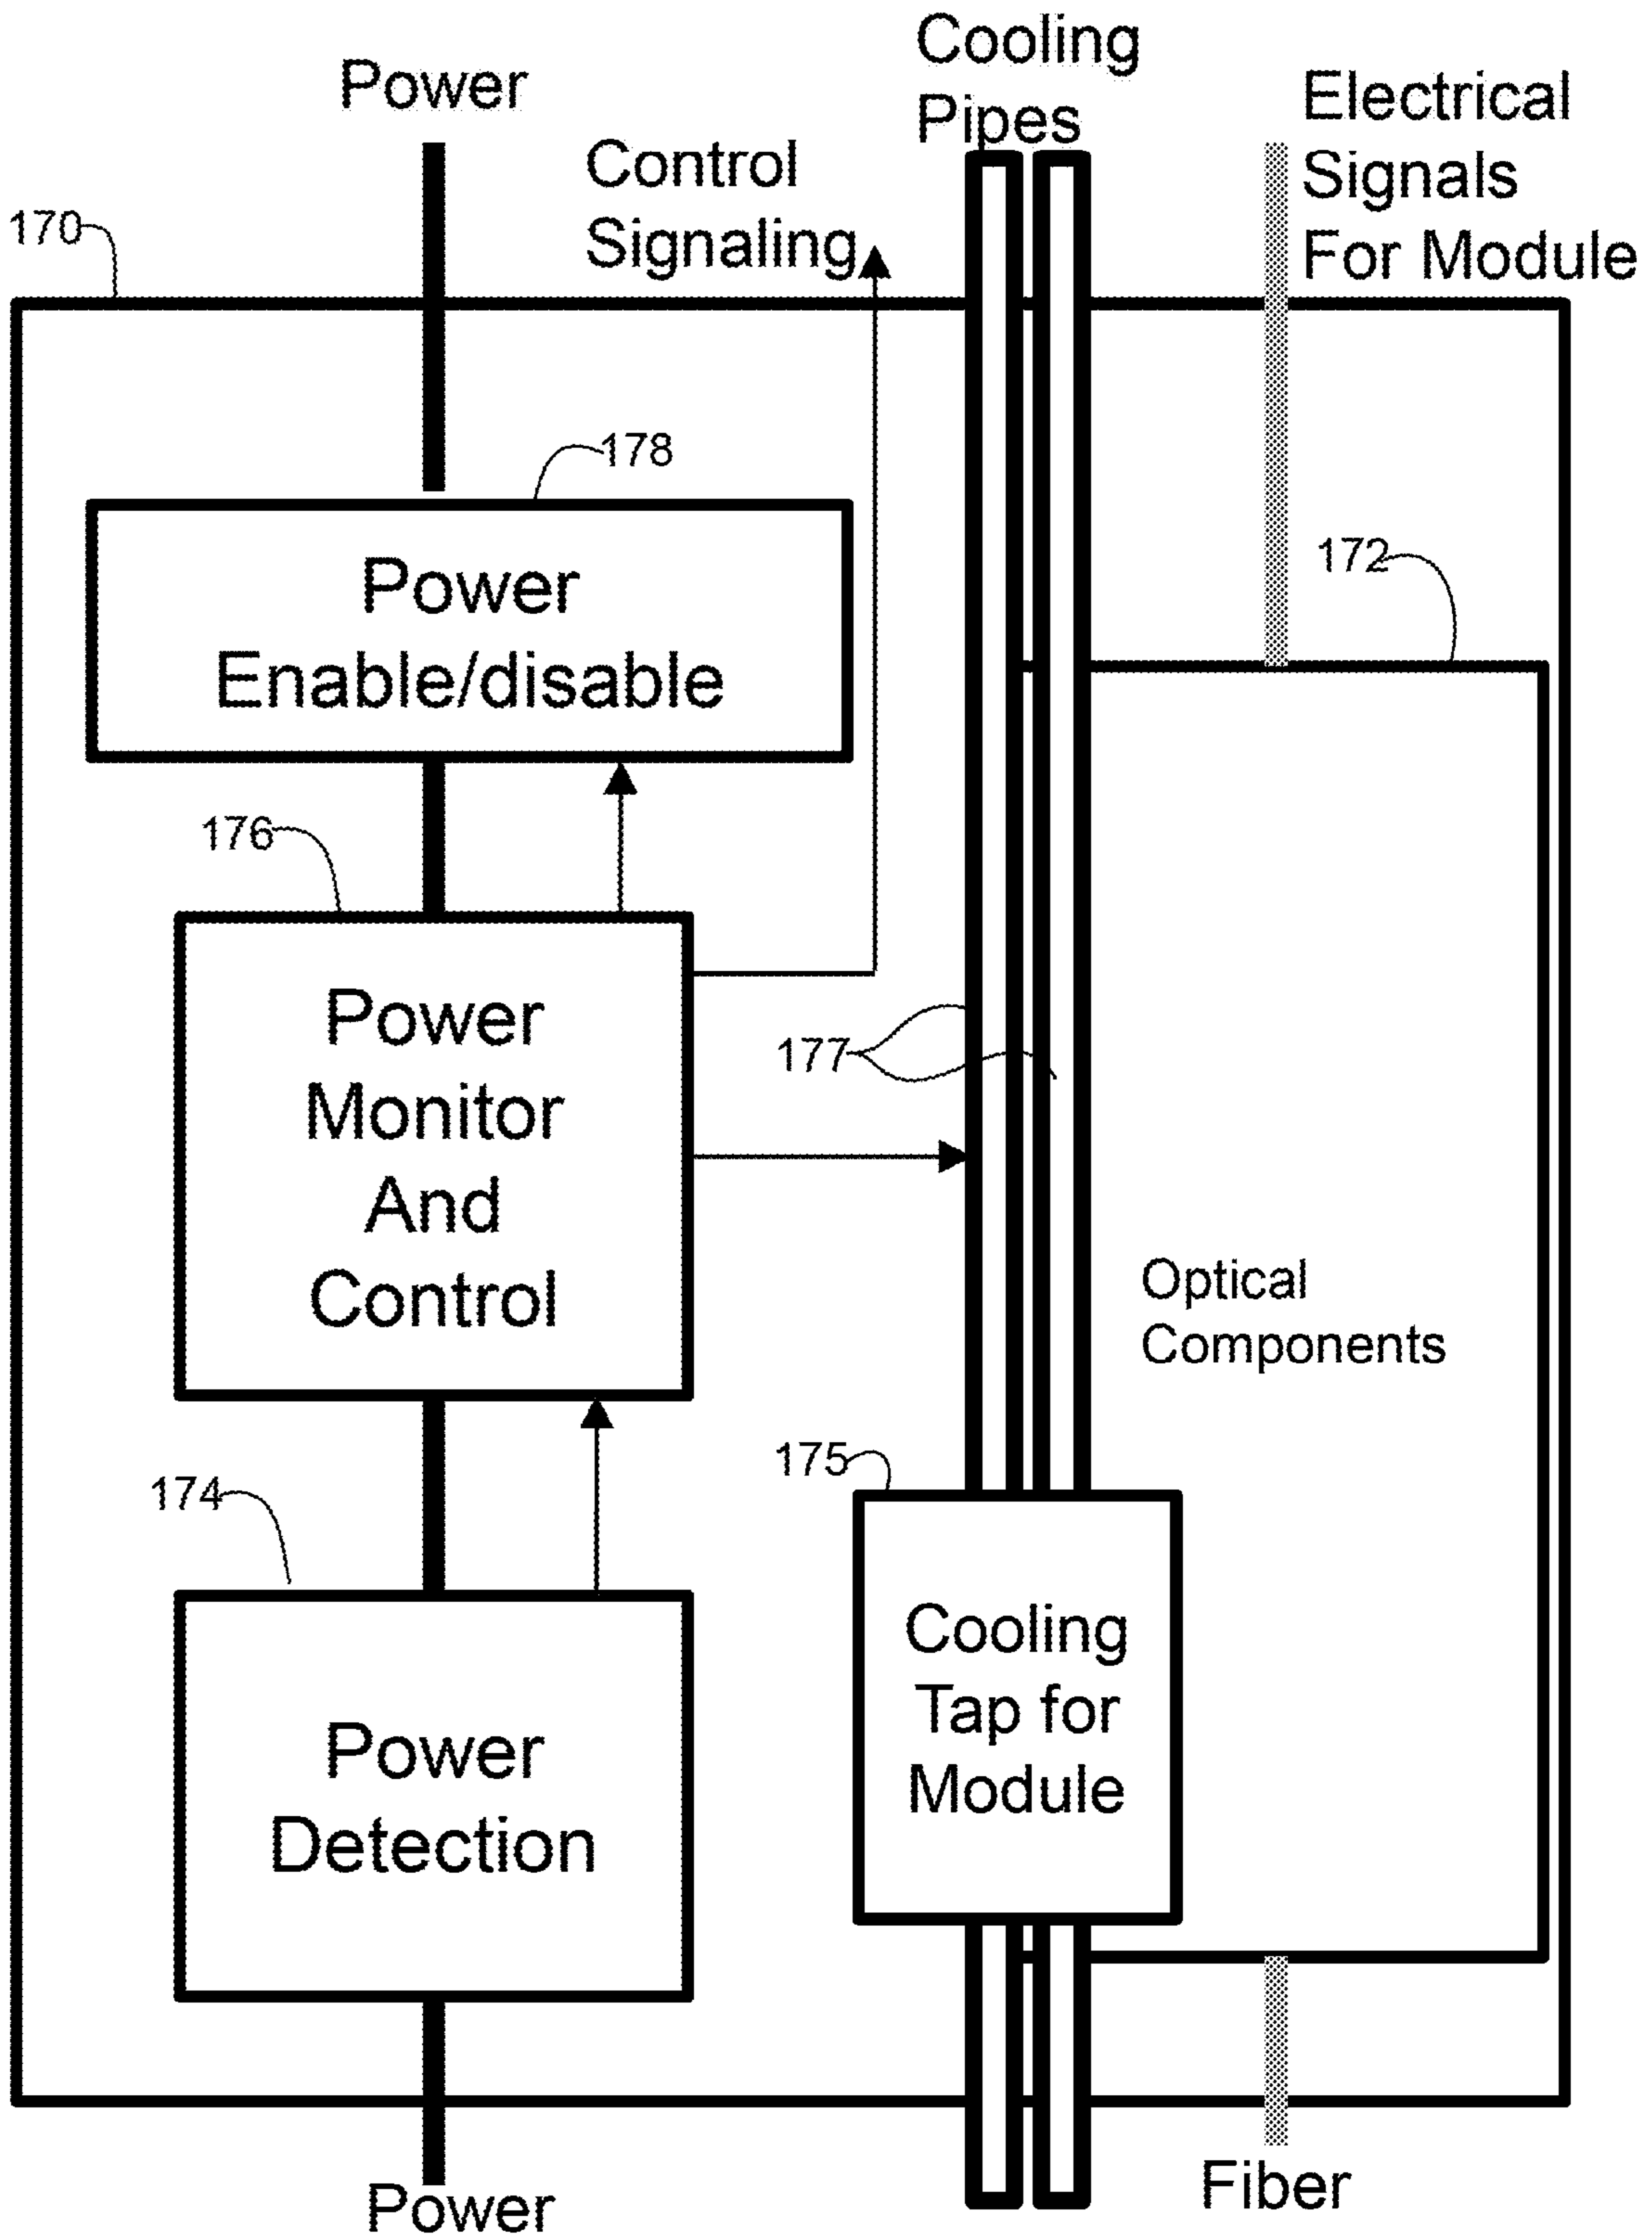 Power
Control
Signaling
Cooling
Pipes
Electrical
Signals
For Module
170
178
Power
Enable/disable
172
176
Power
Monitor
And
Control
177
Optical
Components
175
174
Cooling
Tap for
Module
Power
Detection
Power
Fiber